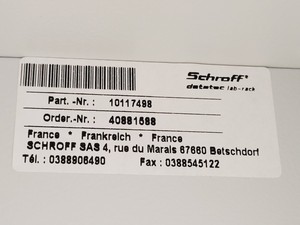 Schroff®
datatec lab-rack
Part.-Nr.: 10117498
Order.-Nr.: 40881588
France * Frankreich * France
SCHROFF SAS 4, rue du Marais 67660 Betschdorf
Tél.: 0388906490 Fax: 0388545122